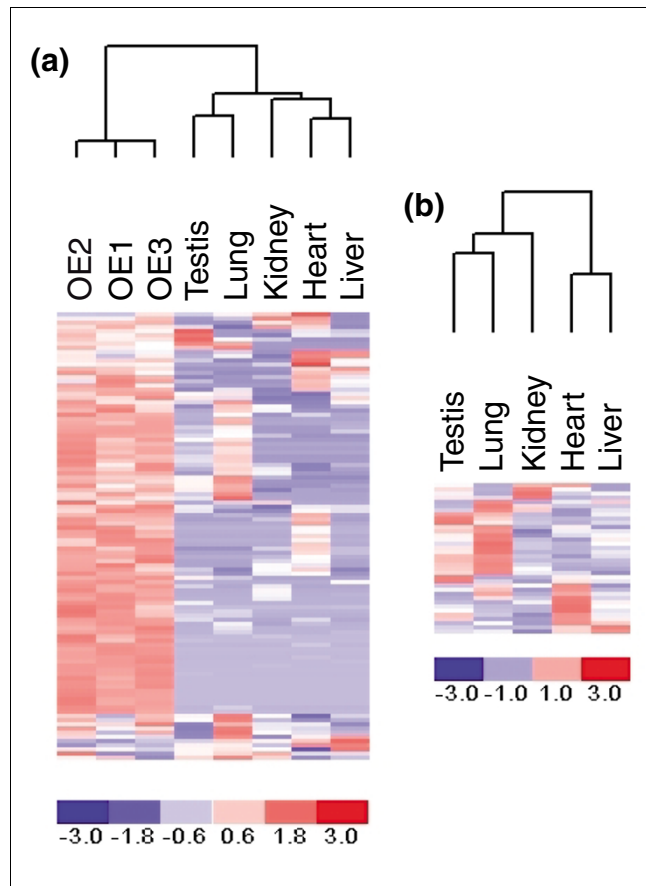 (a)
OE2 OE1 OE3 Testis Lung Kidney Heart Liver
-3.0 -1.8 -0.6 0.6 1.8 3.0
(b)
Testis Lung Kidney Heart Liver
-3.0 -1.0 1.0 3.0